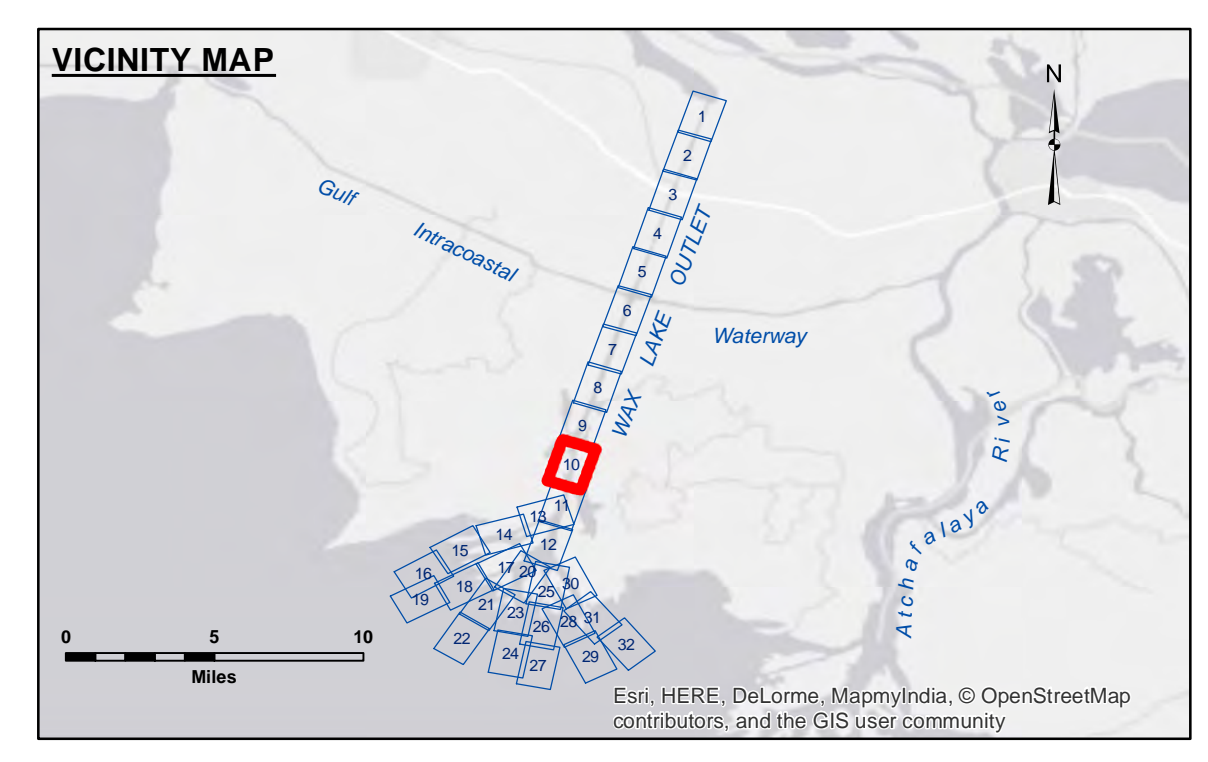 VICINITY MAP
N
1
2
3
4
5
6
7
8
9
10
11
12
13
14
15
16
17
18
19
20
21
22
23
24
25
26
27
28
29
30
31
32
Gulf
Intracoastal
Waterway
WAX LAKE OUTLET
Atchafalaya River
0 5 10
Miles
Esri, HERE, DeLorme, MapmyIndia, © OpenStreetMap
contributors, and the GIS user community